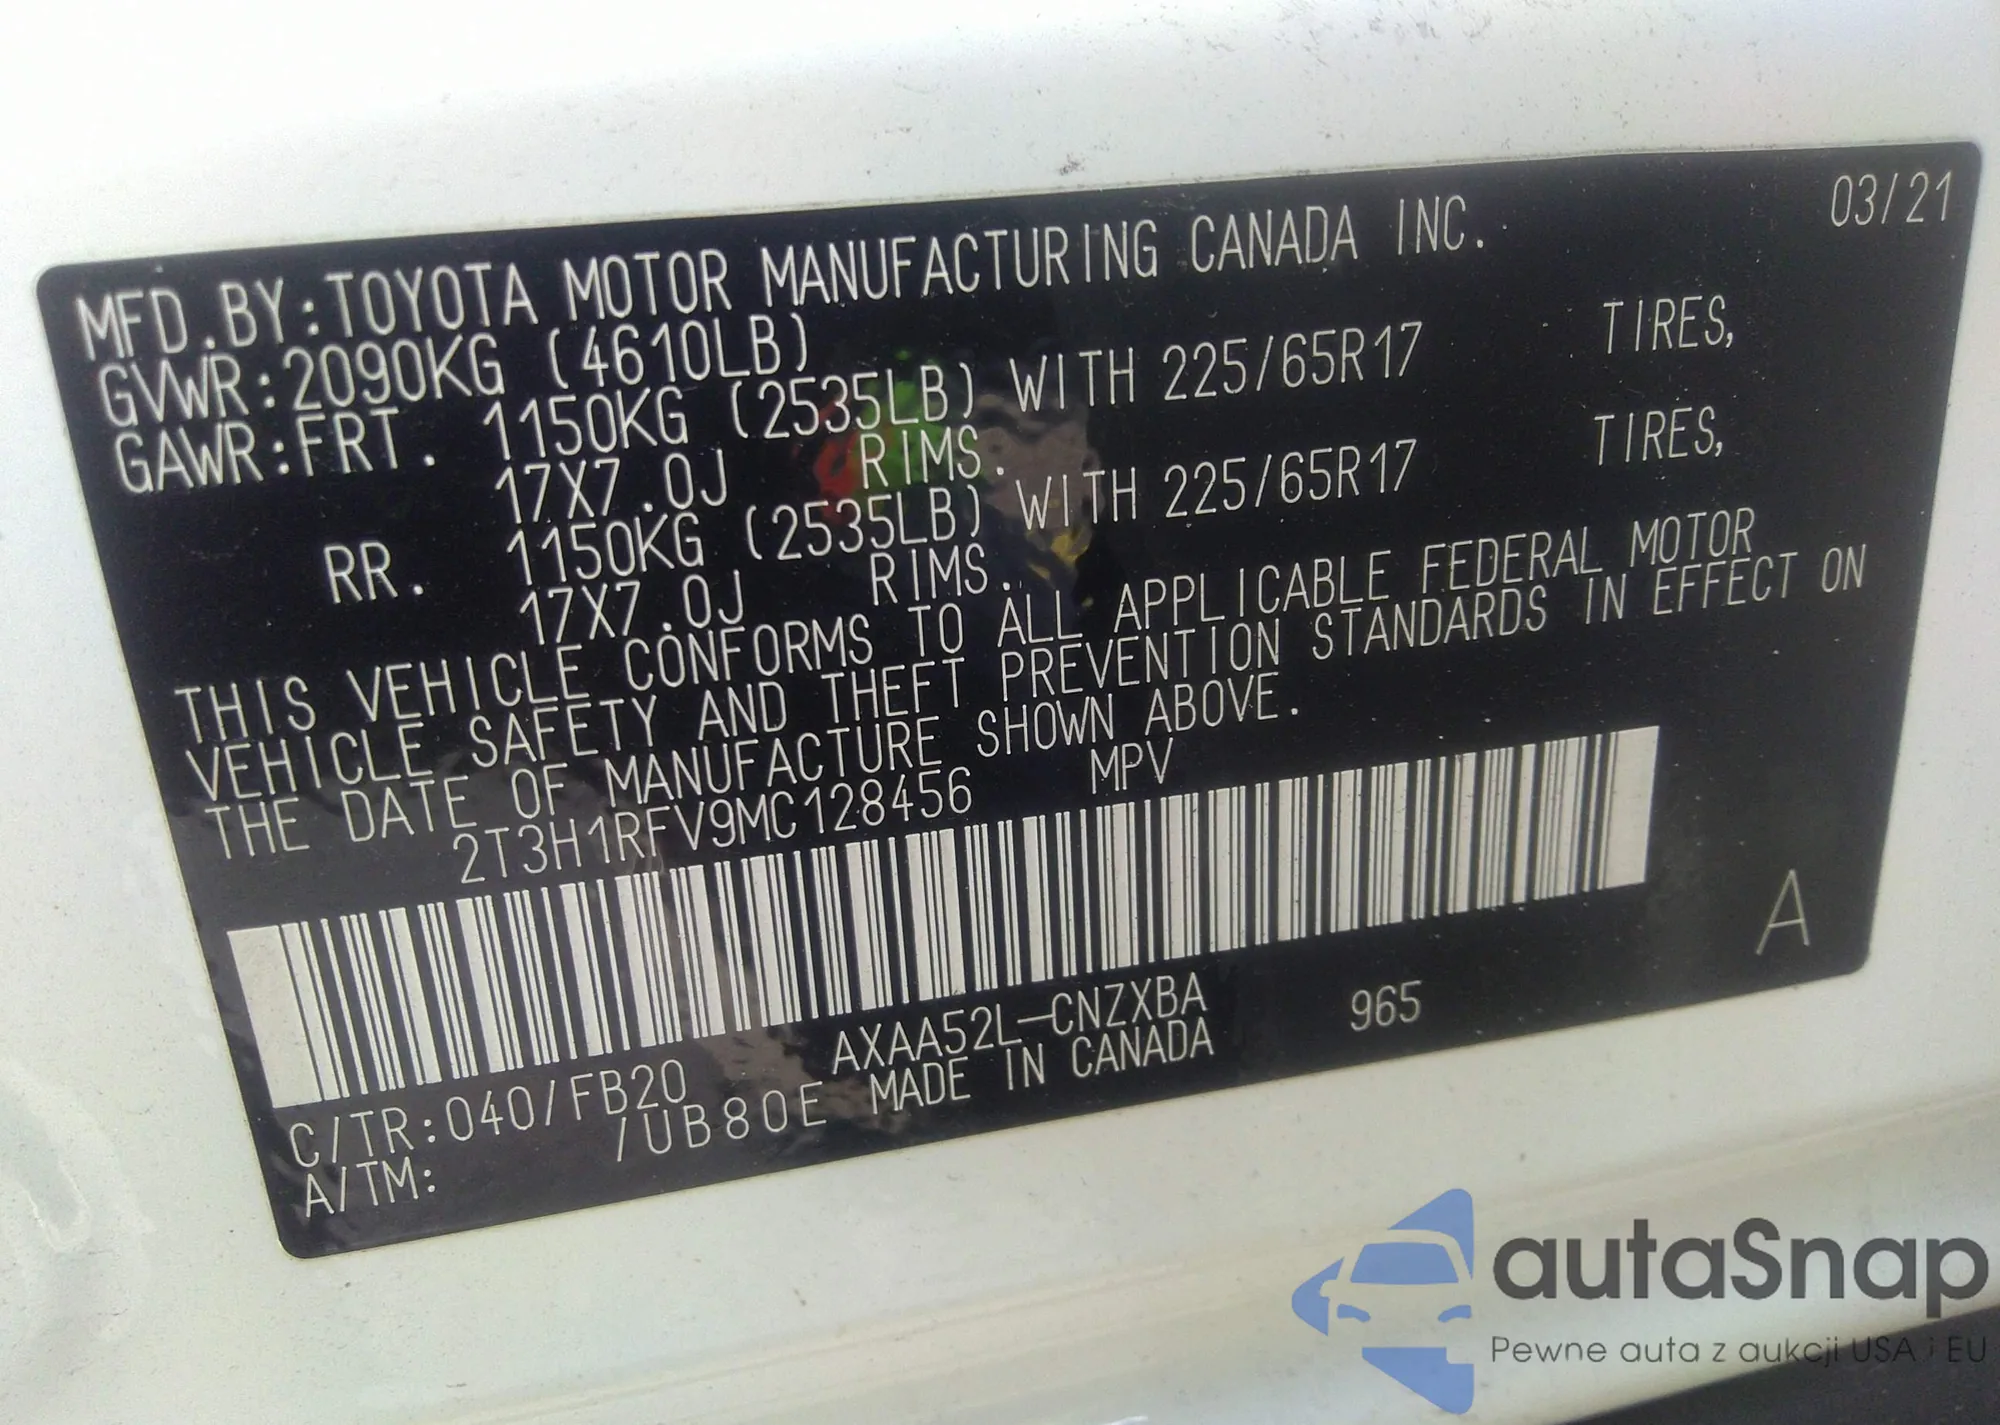 03/21
MFD.BY:TOYOTA MOTOR MANUFACTURING CANADA INC.
GVWR:2090KG (4610LB)
GAWR:FRT. 1150KG (2535LB) WITH 225/65R17 TIRES,
17X7.0J RIMS.
RR. 1150KG (2535LB) WITH 225/65R17 TIRES,
17X7.0J RIMS.
THIS VEHICLE CONFORMS TO ALL APPLICABLE FEDERAL MOTOR
VEHICLE SAFETY AND THEFT PREVENTION STANDARDS IN EFFECT ON
THE DATE OF MANUFACTURE SHOWN ABOVE.
2T3H1RFV9MC128456 MPV
A
AXAA52L-CNZXBA 965
C/TR:040/FB20 MADE IN CANADA
A/TM: /UB80E
autaSnap
Pewne auta z aukcji USA i EU